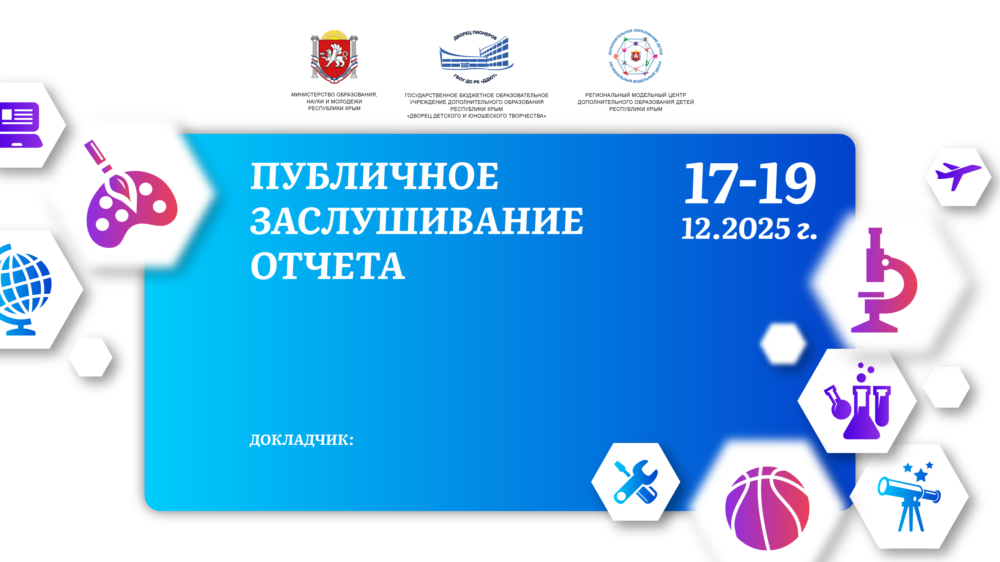 ДВОРЕЦ ПИОНЕРОВ
ГБОУ ДО РК «ДДЮТ»
ДОПОЛНИТЕЛЬНОЕ ОБРАЗОВАНИЕ ДЕТЕЙ
РЕГИОНАЛЬНЫЙ МОДЕЛЬНЫЙ ЦЕНТР
ПРОЦВЕТАНИЕ В ЕДИНСТВЕ
МИНИСТЕРСТВО ОБРАЗОВАНИЯ,
НАУКИ И МОЛОДЕЖИ
РЕСПУБЛИКИ КРЫМ
ГОСУДАРСТВЕННОЕ БЮДЖЕТНОЕ ОБРАЗОВАТЕЛЬНОЕ
УЧРЕЖДЕНИЕ ДОПОЛНИТЕЛЬНОГО ОБРАЗОВАНИЯ
РЕСПУБЛИКИ КРЫМ
«ДВОРЕЦ ДЕТСКОГО И ЮНОШЕСКОГО ТВОРЧЕСТВА»
РЕГИОНАЛЬНЫЙ МОДЕЛЬНЫЙ ЦЕНТР
ДОПОЛНИТЕЛЬНОГО ОБРАЗОВАНИЯ ДЕТЕЙ
РЕСПУБЛИКИ КРЫМ
ПУБЛИЧНОЕ
ЗАСЛУШИВАНИЕ
ОТЧЕТА
17-19
12.2025 г.
ДОКЛАДЧИК: